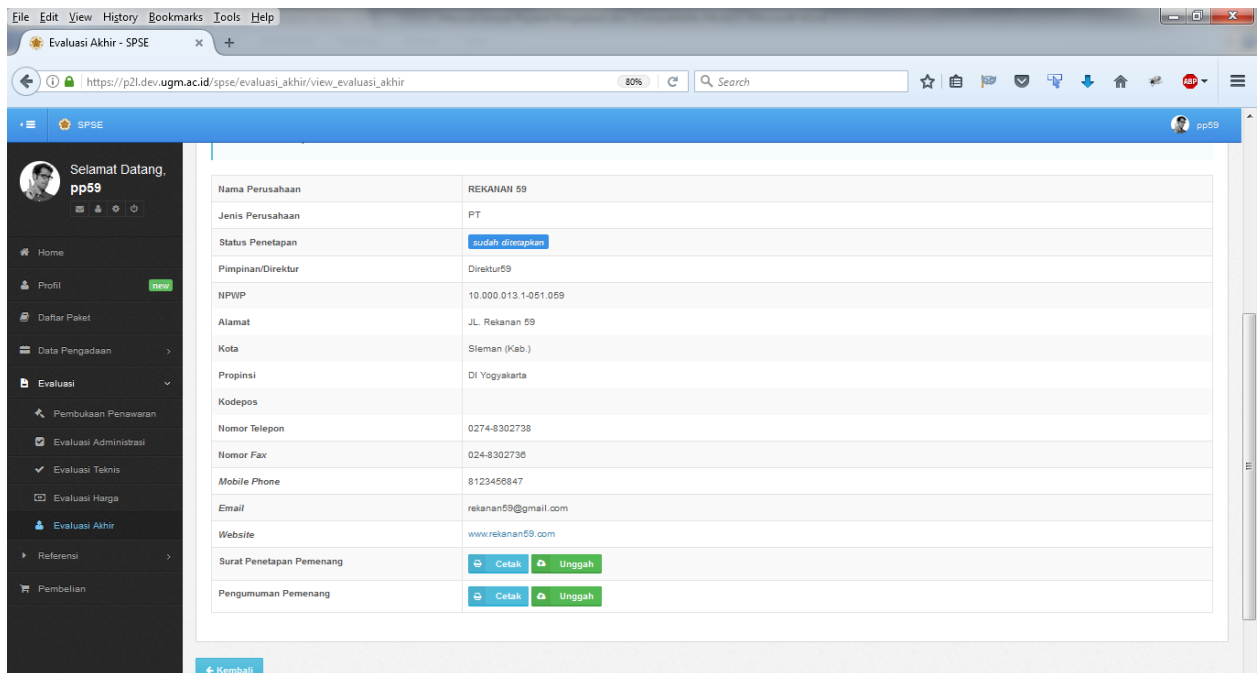 File Edit View History Bookmarks Tools Help
Evaluasi Akhir - SPSE
https://p2l.dev.ugm.ac.id/spse/evaluasi_akhir/view_evaluasi_akhir 80% Search ABP
SPSE pp59
Selamat Datang,
pp59
Home
Profil new
Daftar Paket
Data Pengadaan
Evaluasi
Pembukaan Penawaran
Evaluasi Administrasi
Evaluasi Teknis
Evaluasi Harga
Evaluasi Akhir
Referensi
Pembelian
Nama Perusahaan REKANAN 59
Jenis Perusahaan PT
Status Penetapan sudah ditetapkan
Pimpinan/Direktur Direktur59
NPWP 10.000.013.1-051.059
Alamat JL. Rekanan 59
Kota Sleman (Kab.)
Propinsi DI Yogyakarta
Kodepos
Nomor Telepon 0274-8302738
Nomor Fax 024-8302736
Mobile Phone 8123456847
Email rekanan59@gmail.com
Website www.rekanan59.com
Surat Penetapan Pemenang Cetak Unggah
Pengumuman Pemenang Cetak Unggah
Kembali